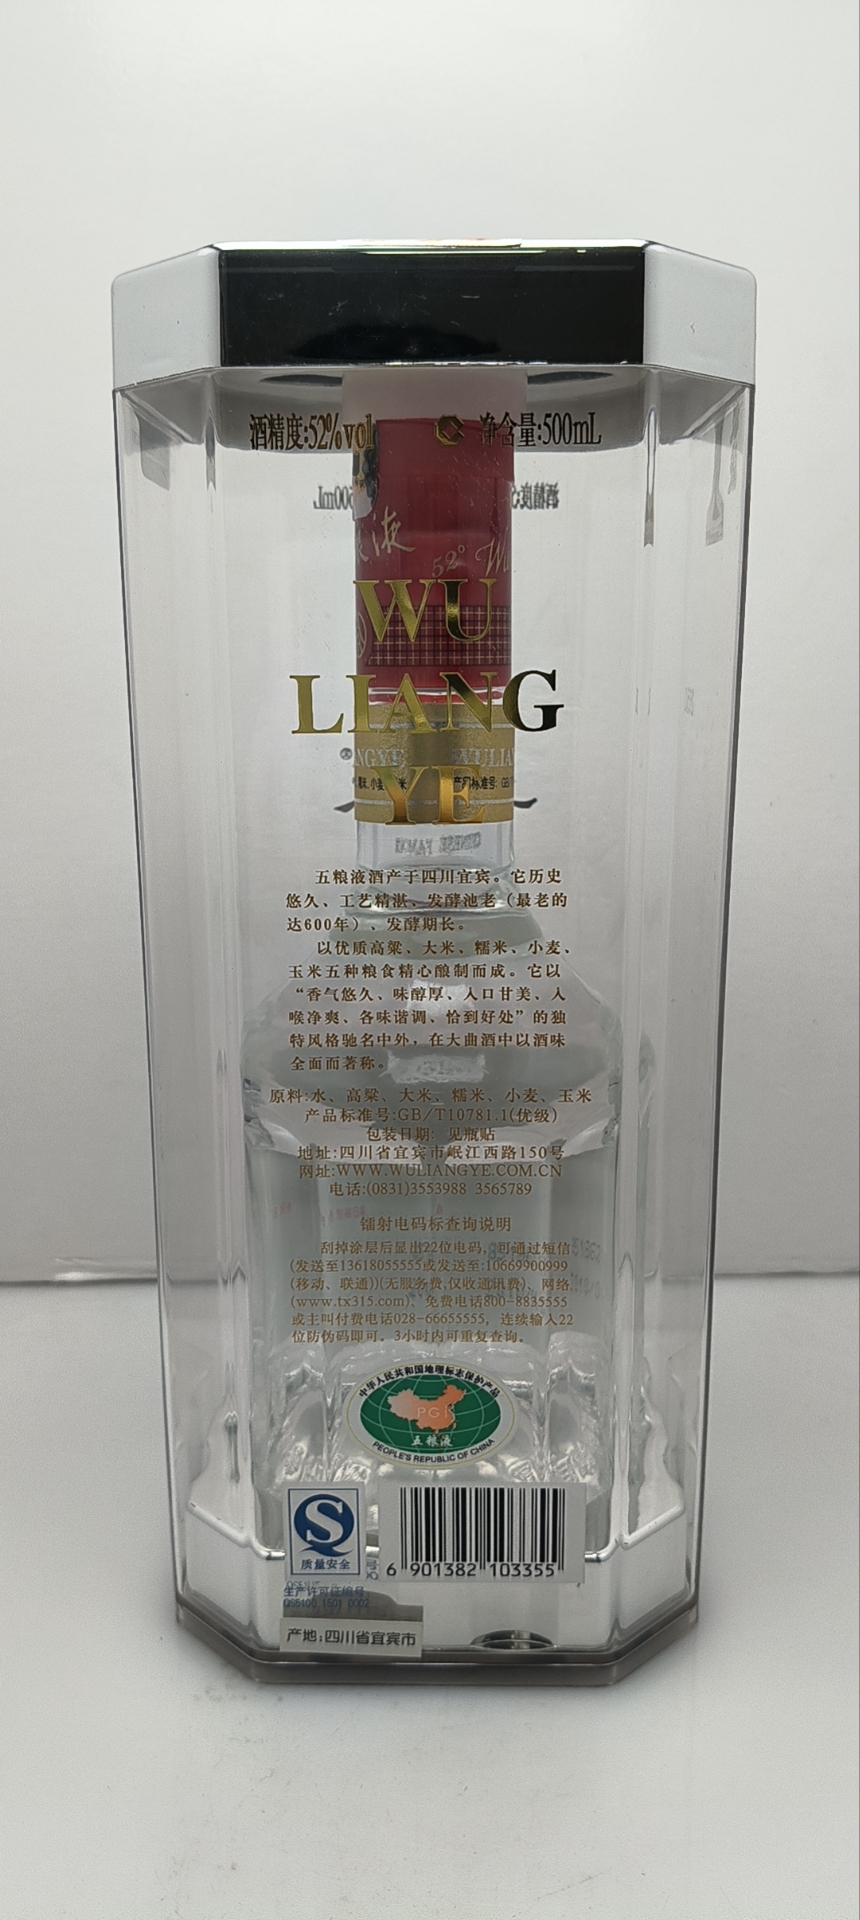 酒精度:52%vol 净含量:500mL
液
52°
WU
LIANG
YE
五粮液酒产于四川宜宾。它历史
悠久、工艺精湛、发酵池老（最老的
达600年）、发酵期长。
以优质高粱、大米、糯米、小麦、
玉米五种粮食精心酿制而成。它以
“香气悠久、味醇厚、入口甘美、入
喉净爽、各味谐调、恰到好处”的独
特风格驰名中外，在大曲酒中以酒味
全面而著称。
原料:水、高粱、大米、糯米、小麦、玉米
产品标准号:GB/T10781.1(优级)
包装日期: 见瓶贴
地址:四川省宜宾市岷江西路150号
网址:WWW.WULIANGYE.COM.CN
电话:(0831)3553988 3565789
镭射电码标查询说明
刮掉涂层后显出22位电码，可通过短信
(发送至13618055555或发送至:10669900999
(移动、联通))(无服务费,仅收通讯费)、网络
(www.tx315.com)、免费电话800-8835555
或主叫付费电话028-66655555，连续输入22
位防伪码即可。3小时内可重复查询。
中华人民共和国地理标志保护产品
PGI
五粮液
PEOPLE'S REPUBLIC OF CHINA
质量安全
6 901382 103355
生产许可证编号
QS5100 1501 0002
产地:四川省宜宾市